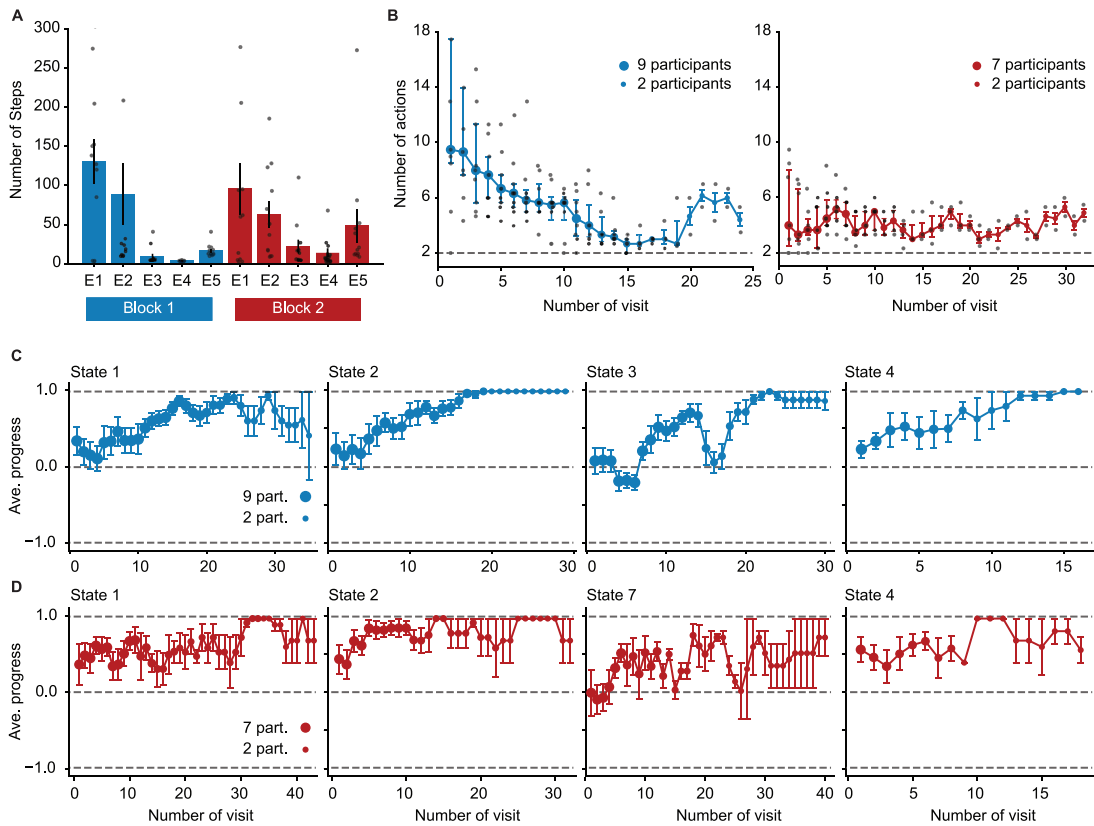 A
Number of Steps
300
250
200
150
100
50
0
E1 E2 E3 E4 E5 E1 E2 E3 E4 E5
Block 1 Block 2
B
Number of actions
18
14
10
6
2
9 participants
2 participants
0 5 10 15 20 25
Number of visit
18
14
10
6
2
7 participants
2 participants
0 5 10 15 20 25 30
Number of visit
C
State 1 State 2 State 3 State 4
Ave. progress
1.0
0.0
−1.0
9 part.
2 part.
0 10 20 30 0 10 20 30 0 10 20 30 0 5 10 15
D
State 1 State 2 State 7 State 4
Ave. progress
1.0
0.0
−1.0
7 part.
2 part.
0 10 20 30 40 0 10 20 30 0 10 20 30 40 0 5 10 15
Number of visit Number of visit Number of visit Number of visit